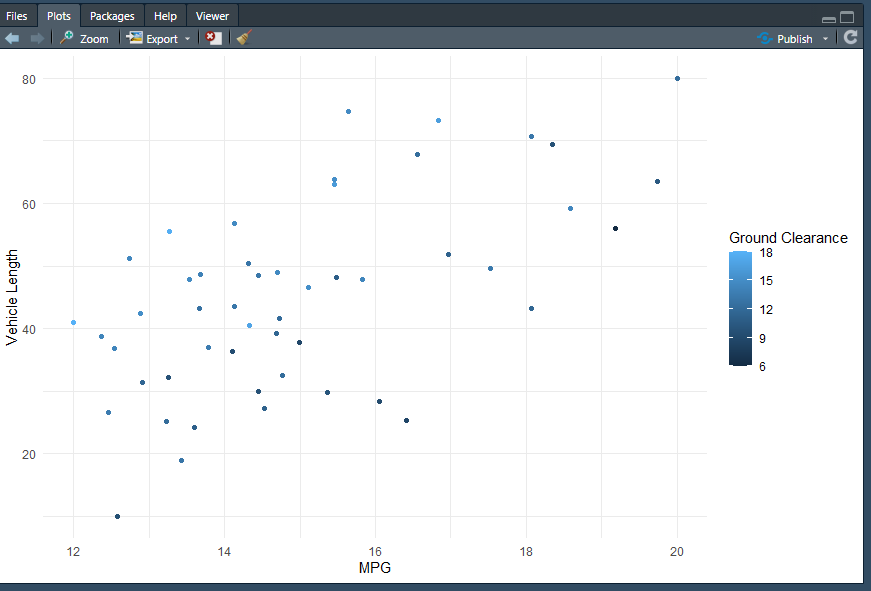 Files Plots Packages Help Viewer
Zoom Export Publish
80
60
40
20
Vehicle Length
12 14 16 18 20
MPG
Ground Clearance
18
15
12
9
6